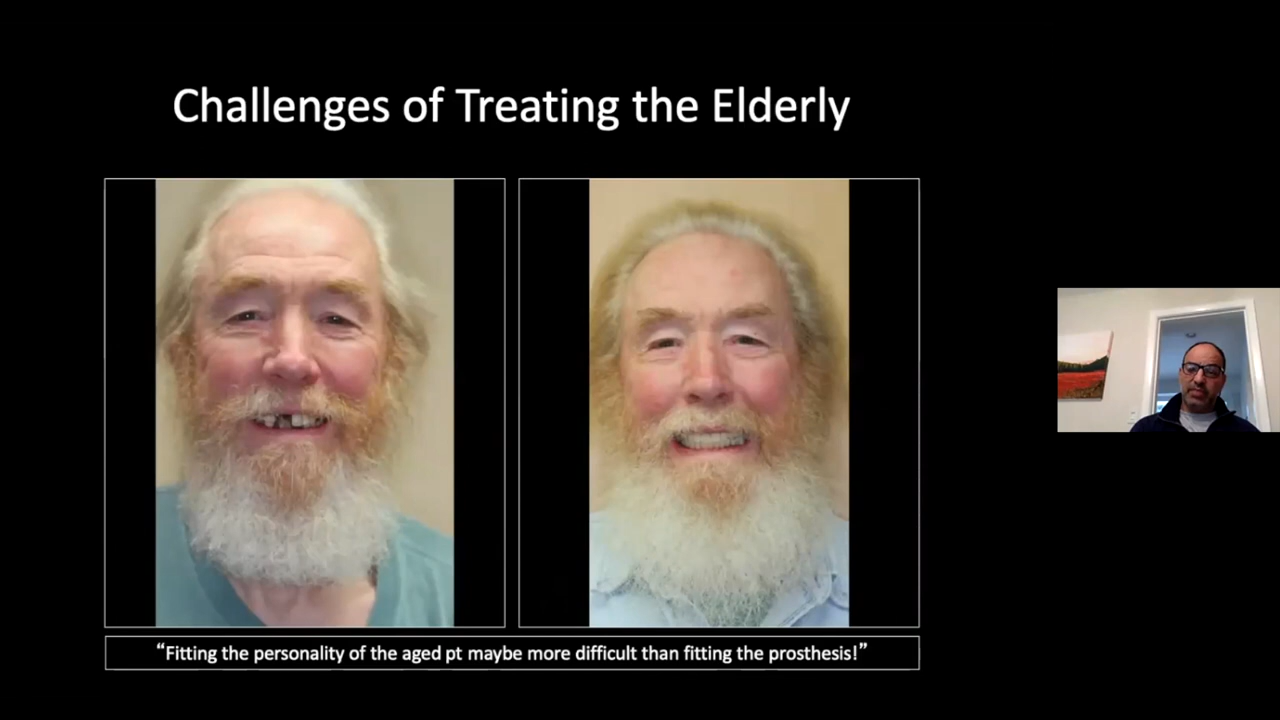 Challenges of Treating the Elderly
“Fitting the personality of the aged pt maybe more difficult than fitting the prosthesis!”